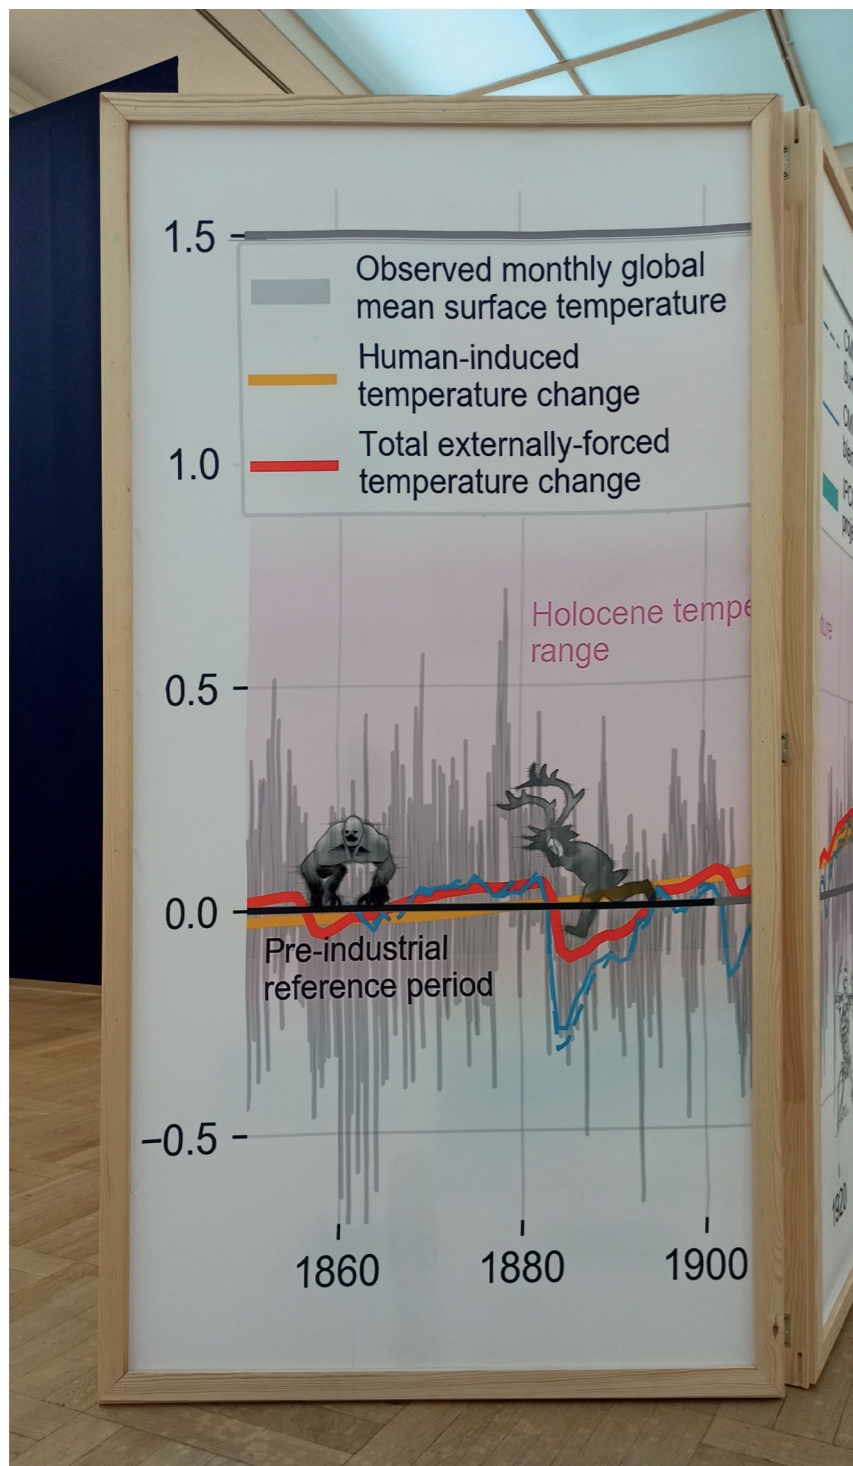 1.5
Observed monthly global
mean surface temperature
Human-induced
temperature change
1.0
Total externally-forced
temperature change
Holocene tempe
range
0.5
0.0
Pre-industrial
reference period
−0.5
1860 1880 1900
1920